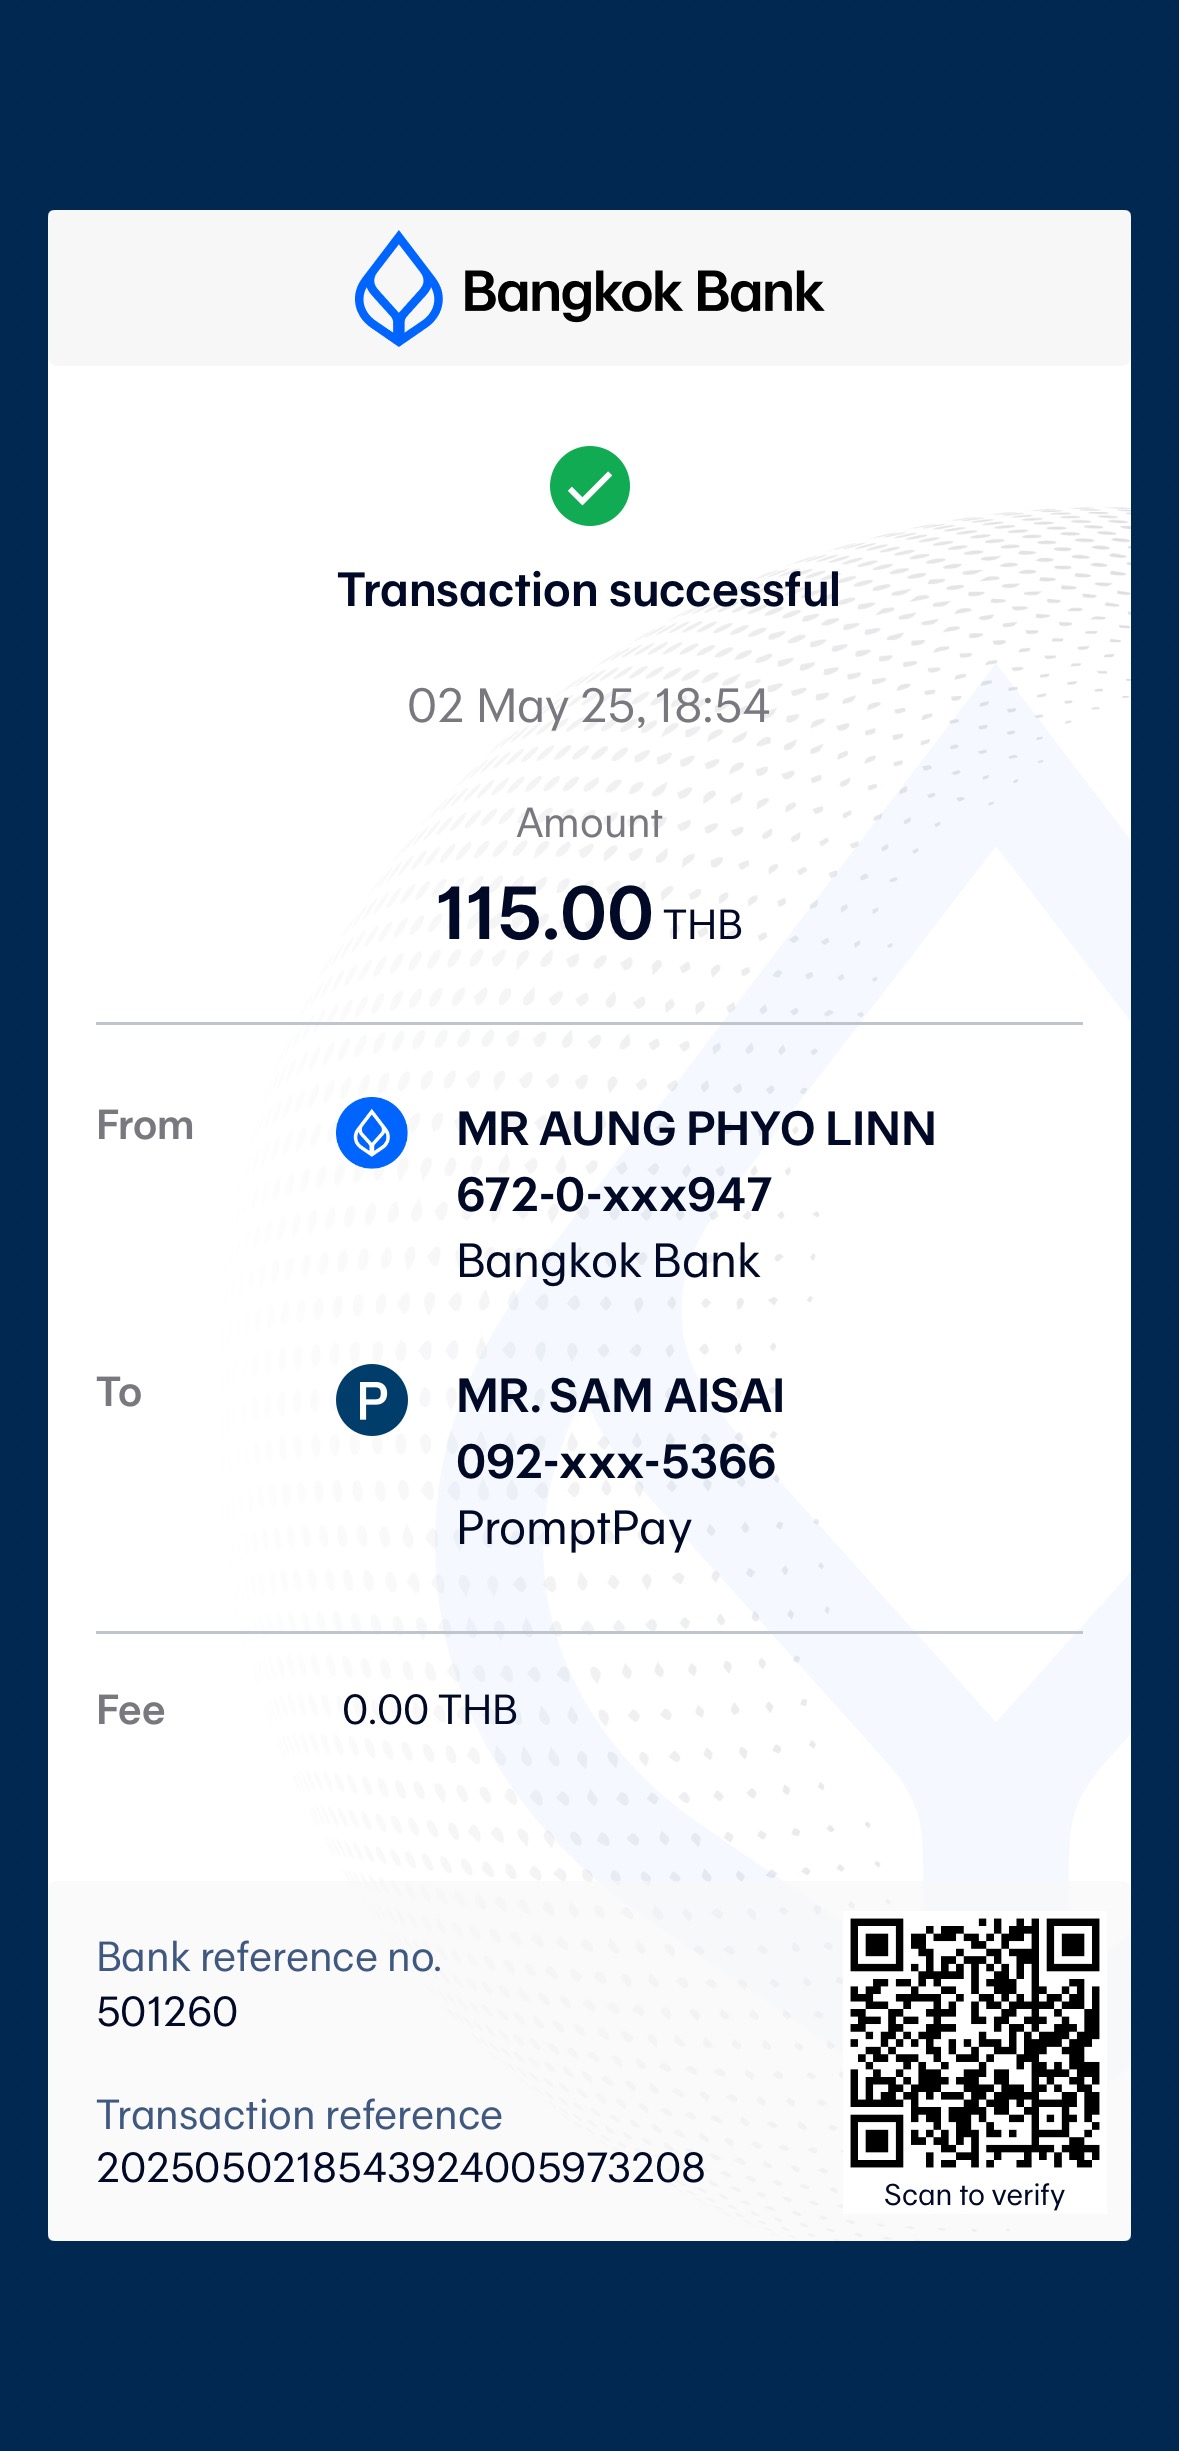 Bangkok Bank
Transaction successful
02 May 25, 18:54
Amount
115.00 THB
From
MR AUNG PHYO LINN
672-0-xxx947
Bangkok Bank
To
P
MR. SAM AISAI
092-xxx-5366
PromptPay
Fee
0.00 THB
Bank reference no.
501260
Transaction reference
2025050218543924005973208
Scan to verify